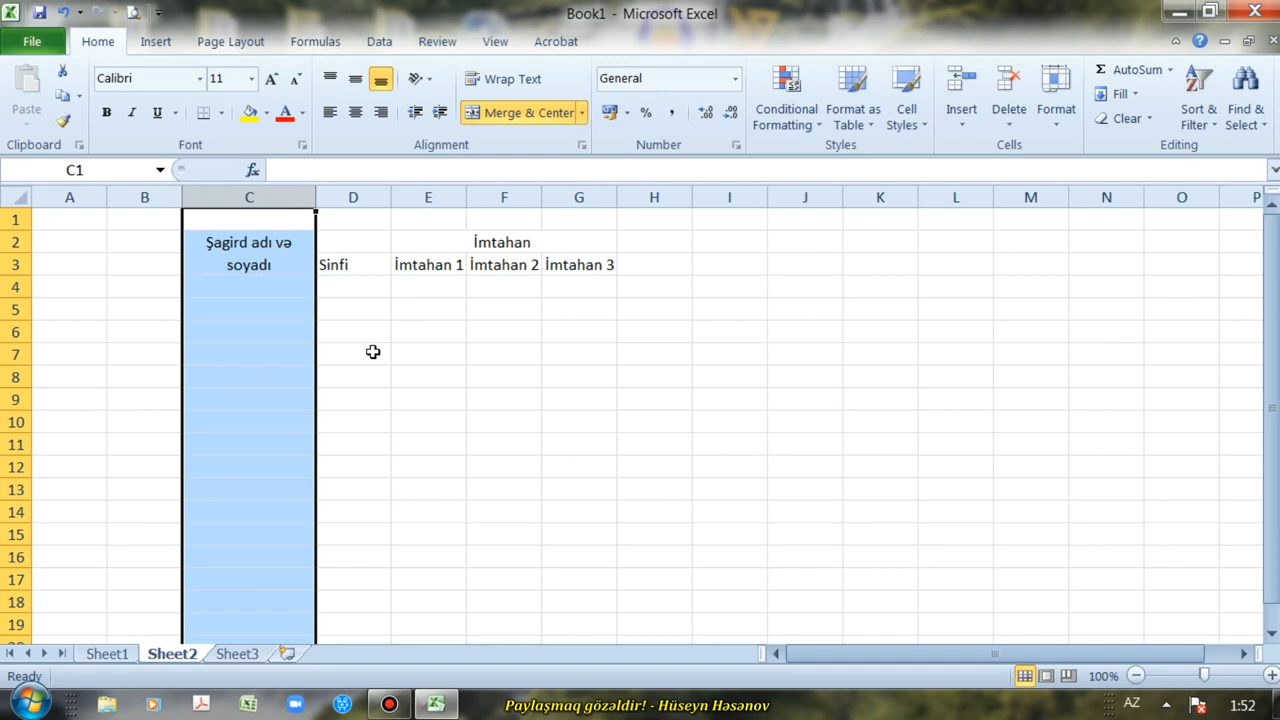 Book1 - Microsoft Excel
File Home Insert Page Layout Formulas Data Review View Acrobat
Paste
Clipboard
Calibri 11
B I U
Font
Wrap Text
Merge & Center
Alignment
General
%
Number
Conditional Formatting
Format as Table
Cell Styles
Styles
Insert Delete Format
Cells
AutoSum
Fill
Clear
Sort & Filter
Find & Select
Editing
C1 fx
A B C D E F G H I J K L M N O P
1
2 Şagird adı və İmtahan
3 soyadı Sinfi İmtahan 1 İmtahan 2 İmtahan 3
4
5
6
7
8
9
10
11
12
13
14
15
16
17
18
19
Sheet1 Sheet2 Sheet3
Ready 100%
Paylaşmaq gözəldir! - Hüseyn Həsənov AZ 1:52